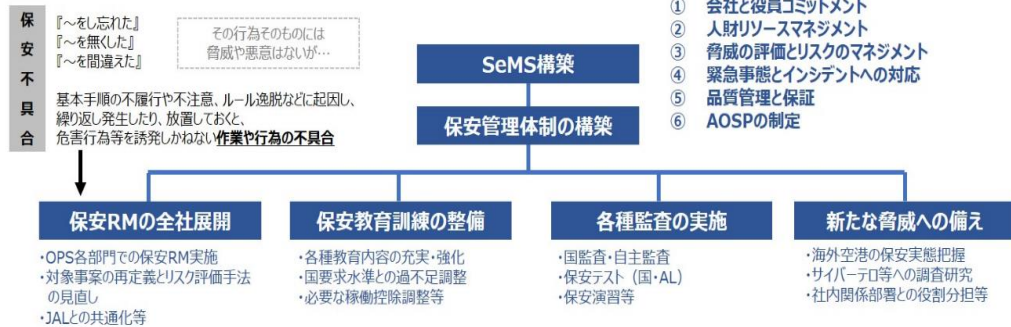 保安不具合
『～をし忘れた』
『～を無くした』
『～を間違えた』
その行為そのものには
脅威や悪意はないが…
基本手順の不履行や不注意、ルール逸脱などに起因し、
繰り返し発生したり、放置しておくと、
危害行為等を誘発しかねない作業や行為の不具合
SeMS構築
保安管理体制の構築
① 会社と役員コミットメント
② 人財リソースマネジメント
③ 脅威の評価とリスクのマネジメント
④ 緊急事態とインシデントへの対応
⑤ 品質管理と保証
⑥ AOSPの制定
保安RMの全社展開
・OPS各部門での保安RM実施
・対象事案の再定義とリスク評価手法
の見直し
・JALとの共通化等
保安教育訓練の整備
・各種教育内容の充実・強化
・国要求水準との過不足調整
・必要な稼働控除調整等
各種監査の実施
・国監査・自主監査
・保安テスト（国・AL）
・保安演習等
新たな脅威への備え
・海外空港の保安実態把握
・サイバーテロ等への調査研究
・社内関係部署との役割分担等